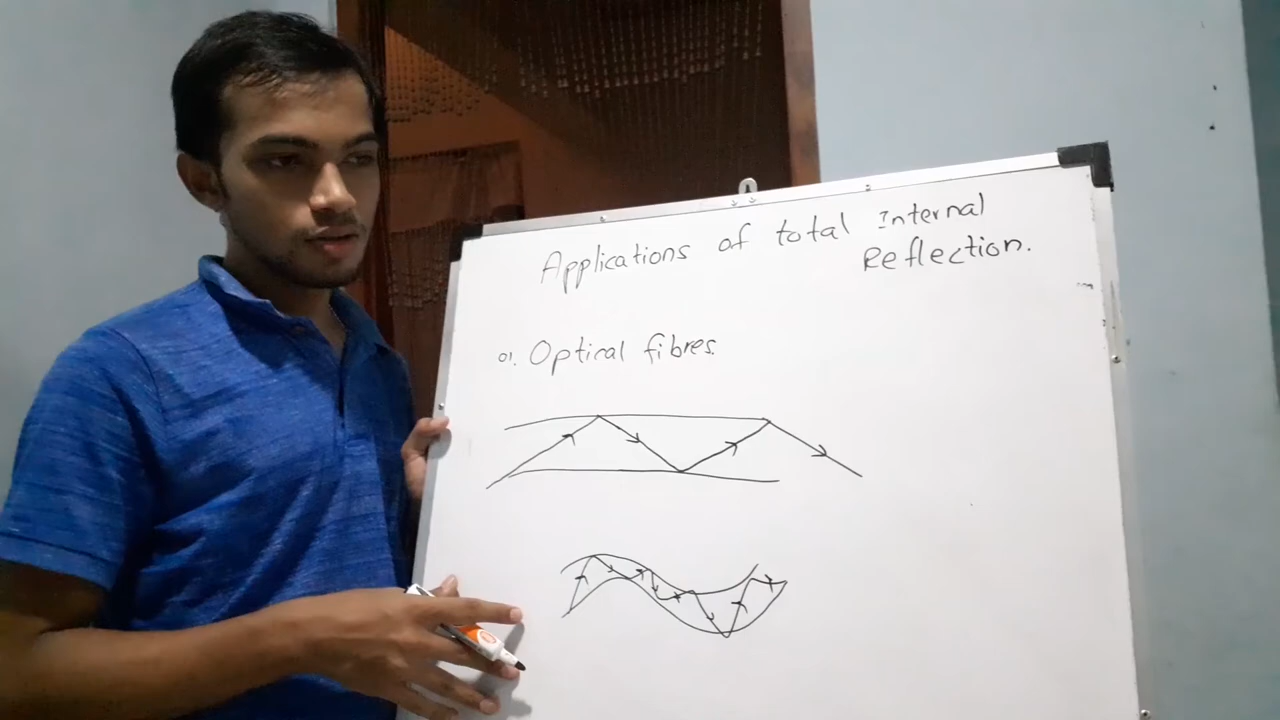 Applications of total Internal
Reflection.
01. Optical fibres.